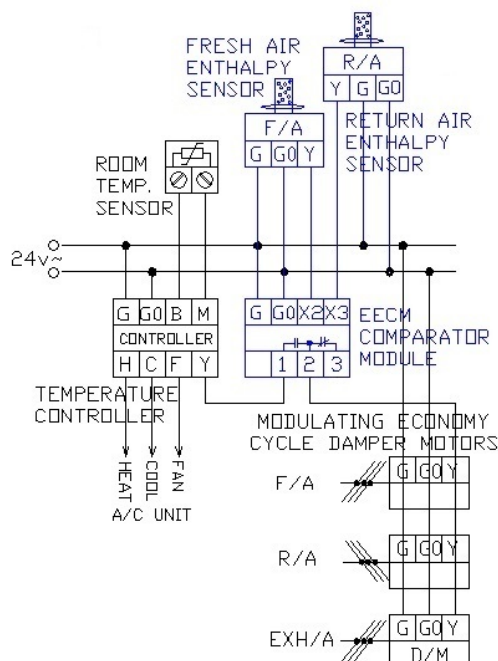 FRESH AIR
ENTHALPY
SENSOR
R/A
Y G G0
F/A
G G0 Y
RETURN AIR
ENTHALPY
SENSOR
ROOM
TEMP.
SENSOR
24v~
G G0 B M
CONTROLLER
H C F Y
G G0 X2 X3
1 2 3
EECM
COMPARATOR
MODULE
TEMPERATURE
CONTROLLER
HEAT
COOL
FAN
A/C UNIT
MODULATING ECONOMY
CYCLE DAMPER MOTORS
F/A
G G0 Y
R/A
G G0 Y
EXH/A
G G0 Y
D/M